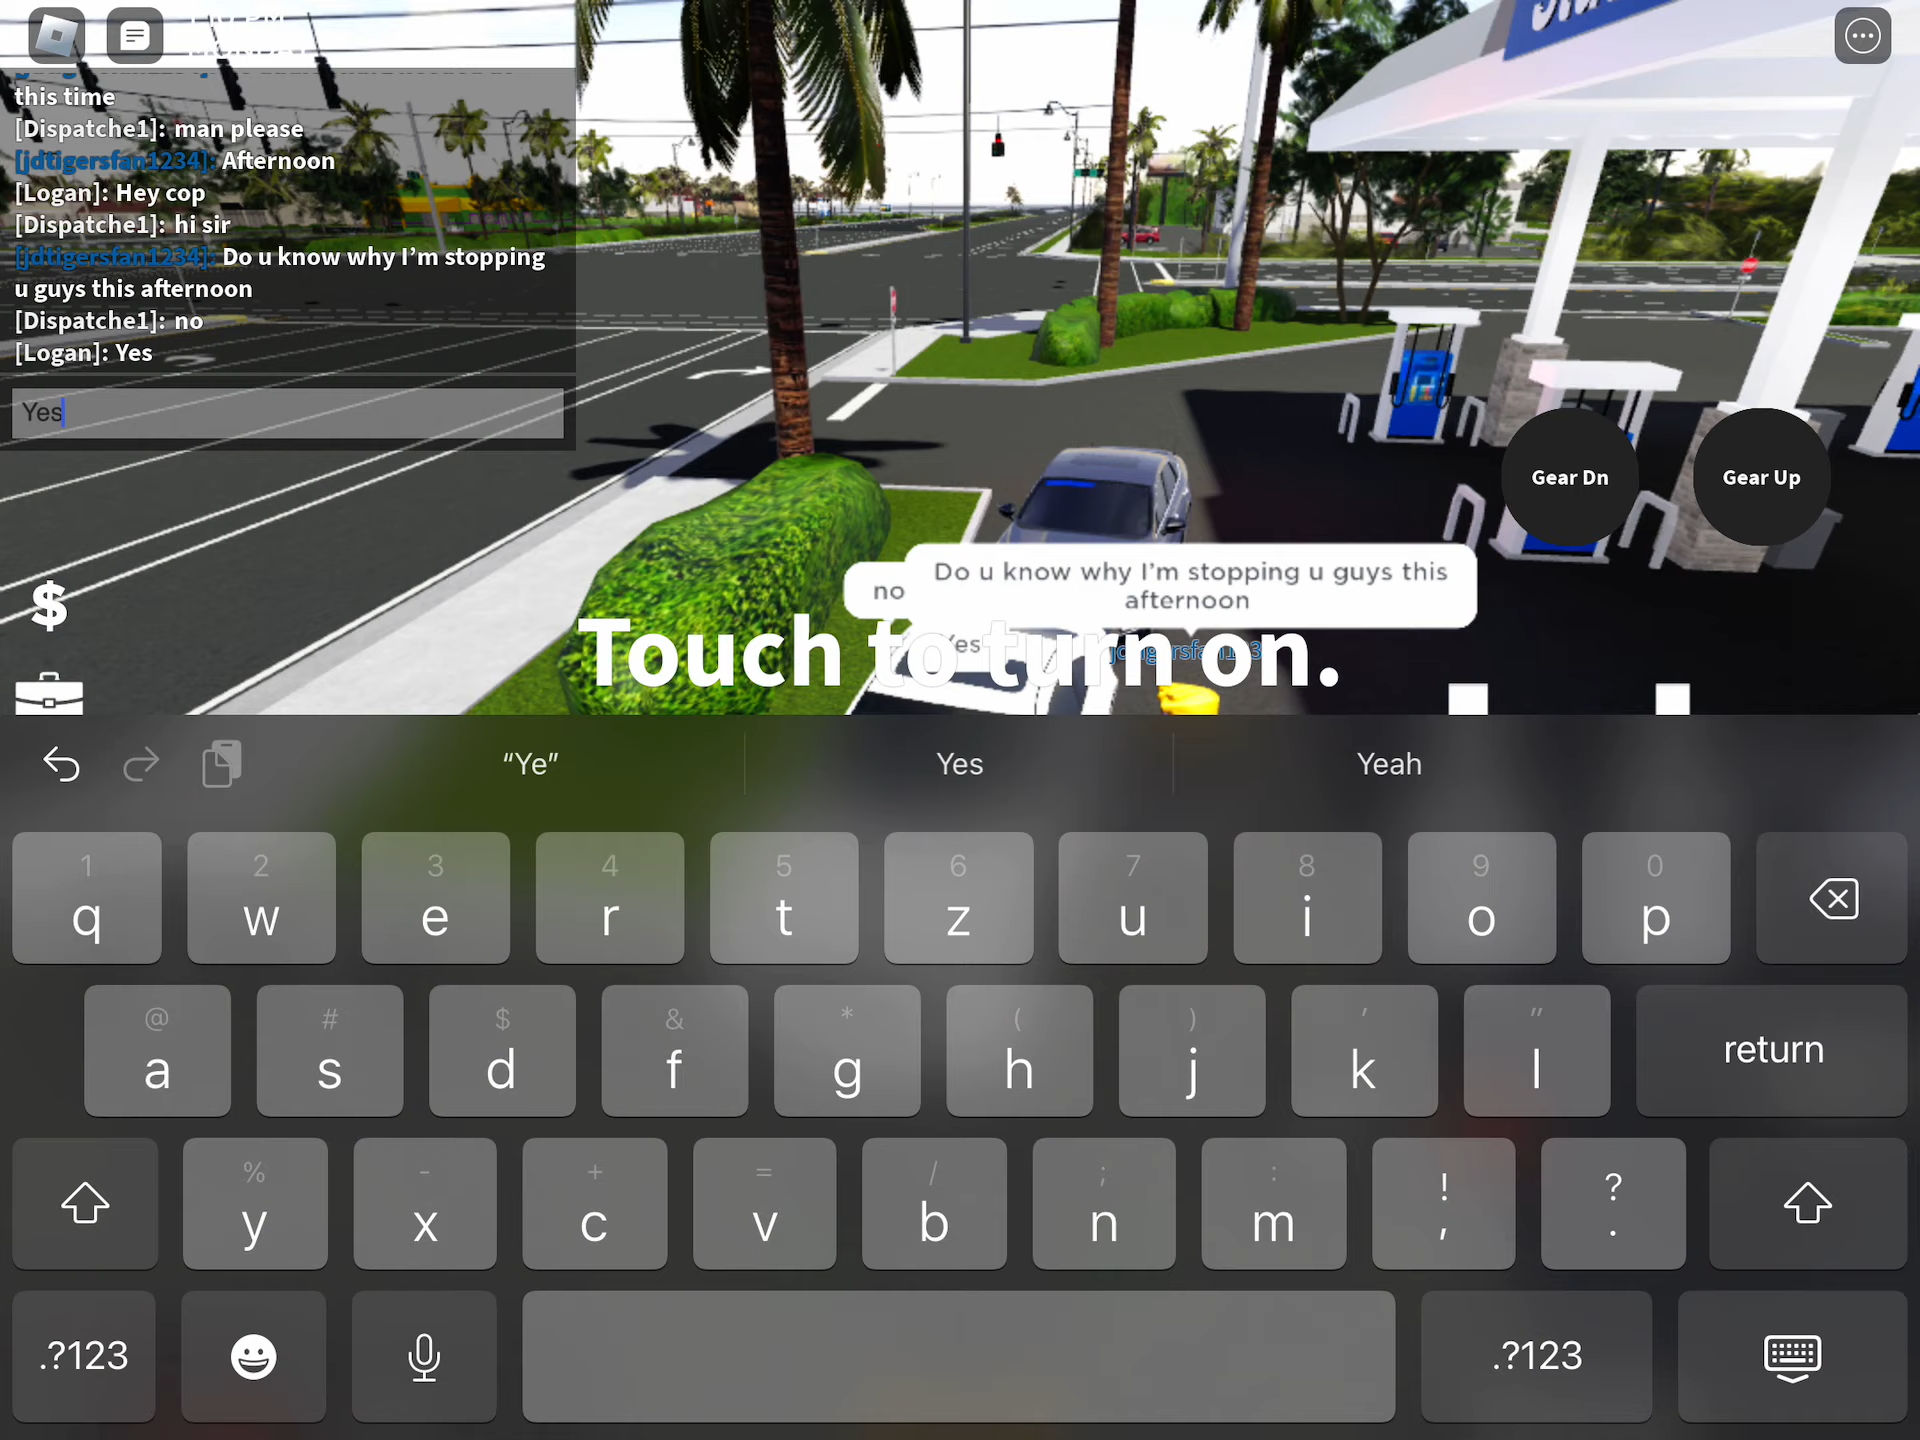 this time
[Dispatche1]: man please
[jdtigersfan1234]: Afternoon
[Logan]: Hey cop
[Dispatche1]: hi sir
[jdtigersfan1234]: Do u know why I'm stopping
u guys this afternoon
[Dispatche1]: no
[Logan]: Yes
Yes
Gear Dn
Gear Up
$
Do u know why I'm stopping u guys this
afternoon
no
Yes
Touch to turn on.
“Ye” Yes Yeah
1 2 3 4 5 6 7 8 9 0
q w e r t z u i o p
@ # $ & * ( ) ' "
a s d f g h j k l return
% - + = / ; : ! ?
y x c v b n m , .
.?123 .?123